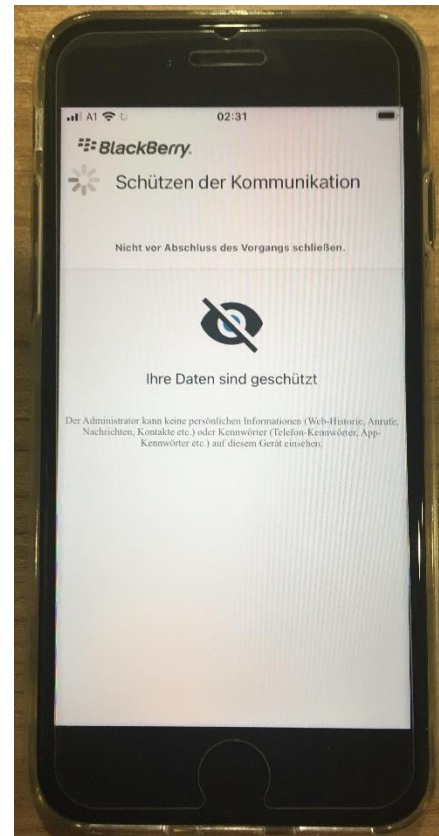 A1 02:31
BlackBerry.
Schützen der Kommunikation
Nicht vor Abschluss des Vorgangs schließen.
Ihre Daten sind geschützt
Der Administrator kann keine persönlichen Informationen (Web-Historie, Anrufe,
Nachrichten, Kontakte etc.) oder Kennwörter (Telefon-Kennwörter, App-
Kennwörter etc.) auf diesem Gerät einsehen.